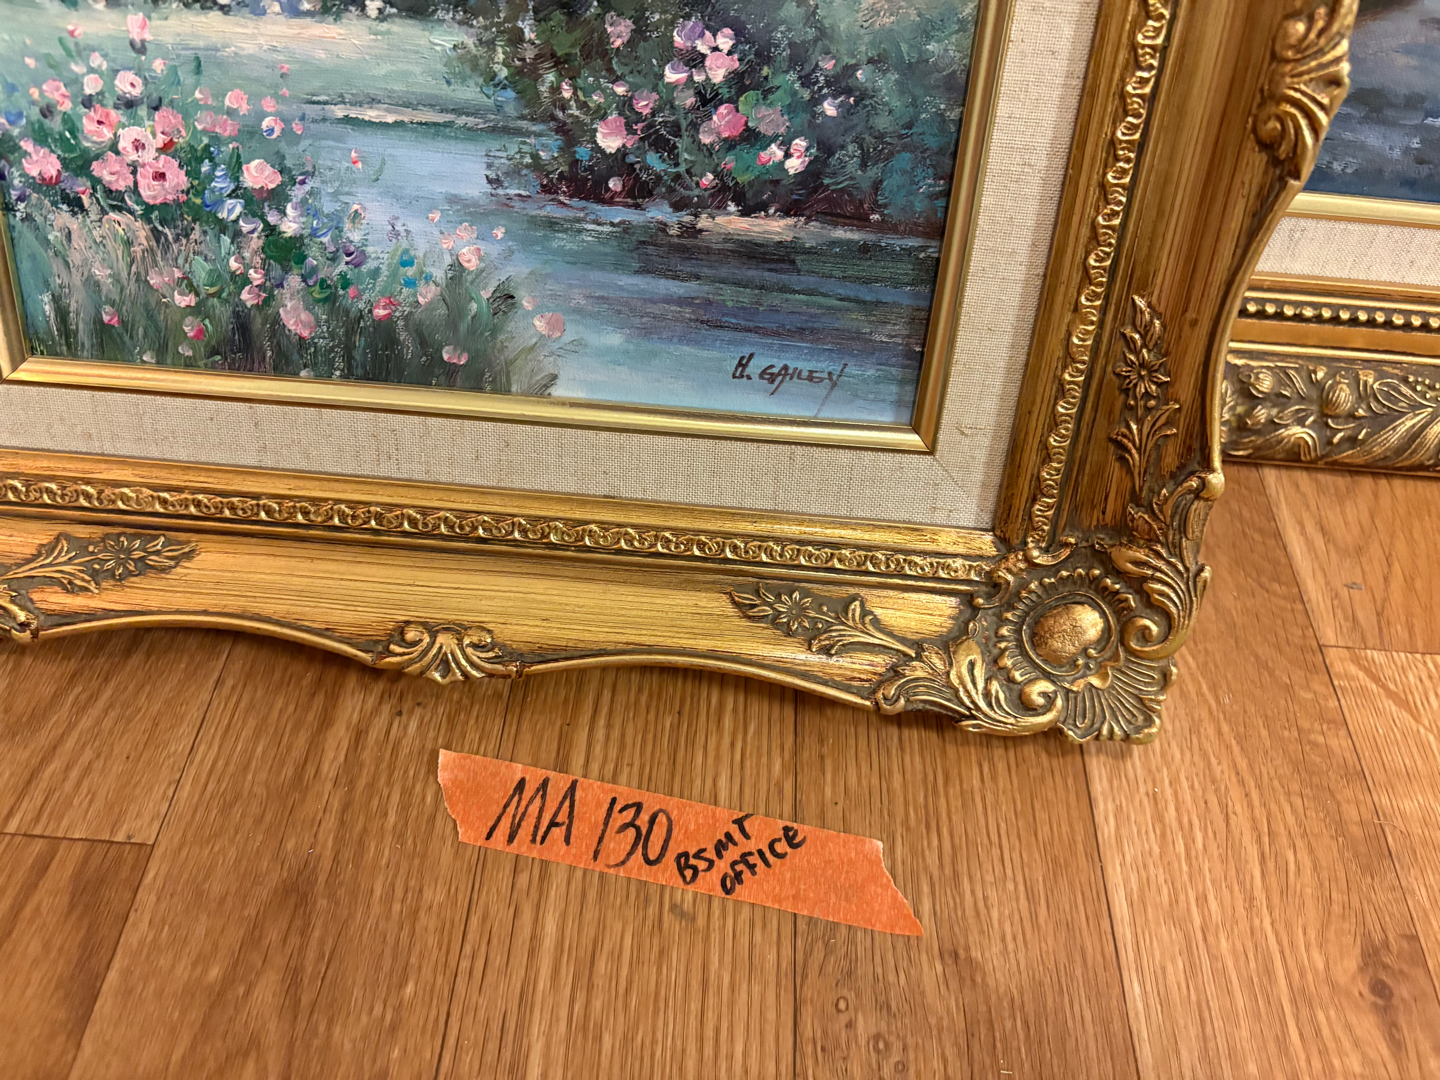 H. GAILEY
MA 130
BSMT
OFFICE